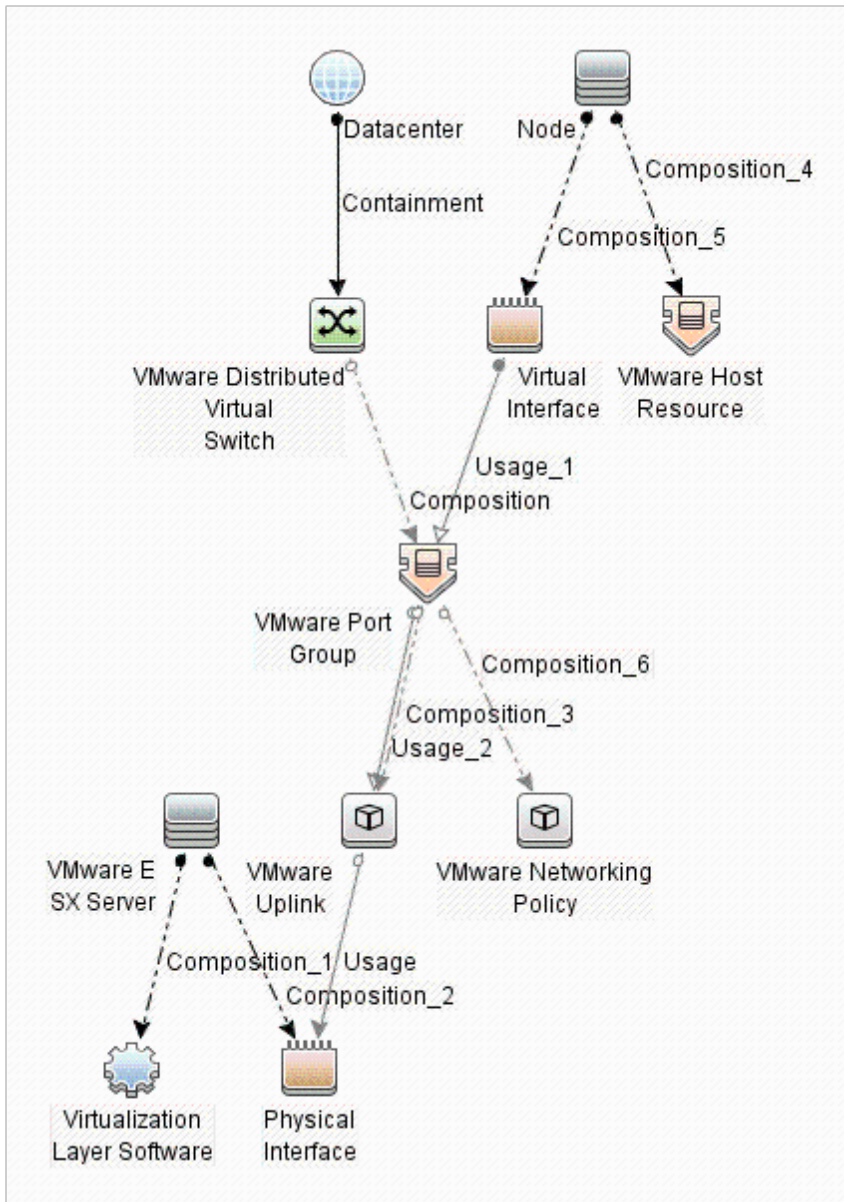 Datacenter
Node
Composition_4
Containment
Composition_5
VMware Distributed
Virtual
Switch
Virtual
Interface
VMware Host
Resource
Usage_1
Composition
VMware Port
Group
Composition_6
Composition_3
Usage_2
VMware E
SX Server
VMware
Uplink
VMware Networking
Policy
Composition_1
Usage
Composition_2
Virtualization
Layer Software
Physical
Interface